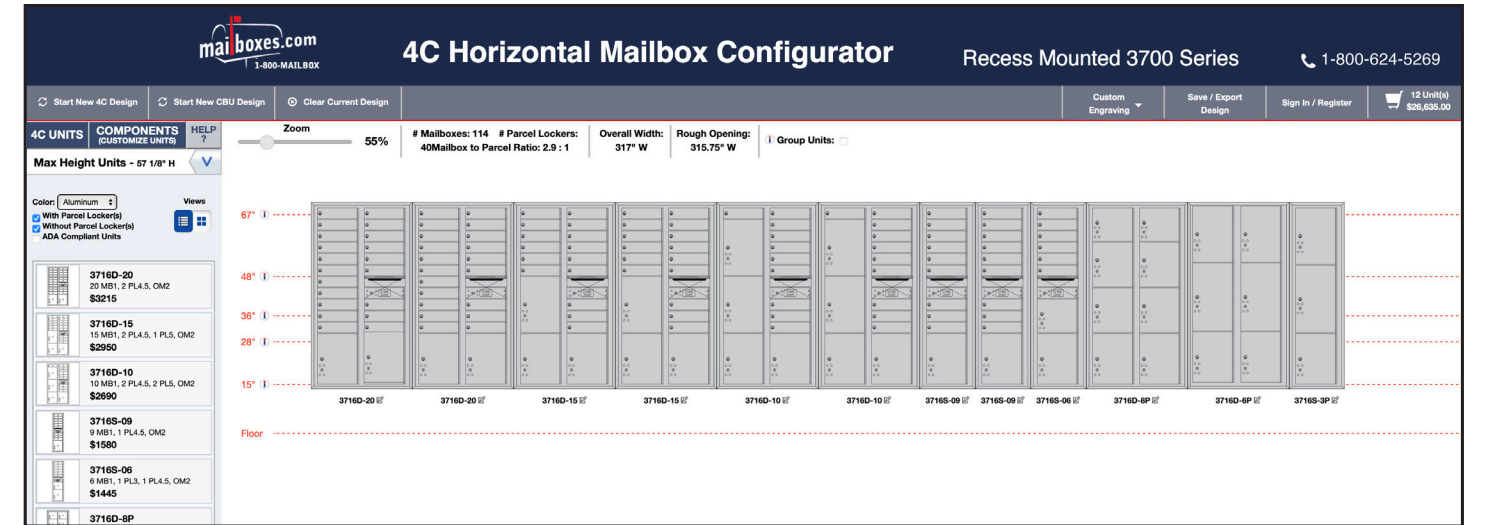 mailboxes.com
1-800-MAILBOX
4C Horizontal Mailbox Configurator
Recess Mounted 3700 Series
1-800-624-5269
Start New 4C Design
Start New CBU Design
Clear Current Design
Custom
Engraving
Save / Export
Design
Sign In / Register
12 Unit(s)
$26,635.00
4C UNITS
COMPONENTS
(CUSTOMIZE UNITS)
HELP
?
Zoom
55%
# Mailboxes: 114 # Parcel Lockers:
40Mailbox to Parcel Ratio: 2.9 : 1
Overall Width:
317" W
Rough Opening:
315.75" W
i Group Units:
Max Height Units - 57 1/8" H
V
Color: Aluminum
Views
With Parcel Locker(s)
Without Parcel Locker(s)
ADA Compliant Units
3716D-20
20 MB1, 2 PL4.5, OM2
$3215
3716D-15
15 MB1, 2 PL4.5, 1 PL5, OM2
$2950
3716D-10
10 MB1, 2 PL4.5, 2 PL5, OM2
$2690
3716S-09
9 MB1, 1 PL4.5, OM2
$1580
3716S-06
6 MB1, 1 PL3, 1 PL4.5, OM2
$1445
3716D-8P
67" i
48" i
36" i
28" i
15" i
Floor
3716D-20 3716D-20 3716D-15 3716D-15 3716D-10 3716D-10 3716S-09 3716S-09 3716S-06 3716D-8P 3716D-6P 3716S-3P